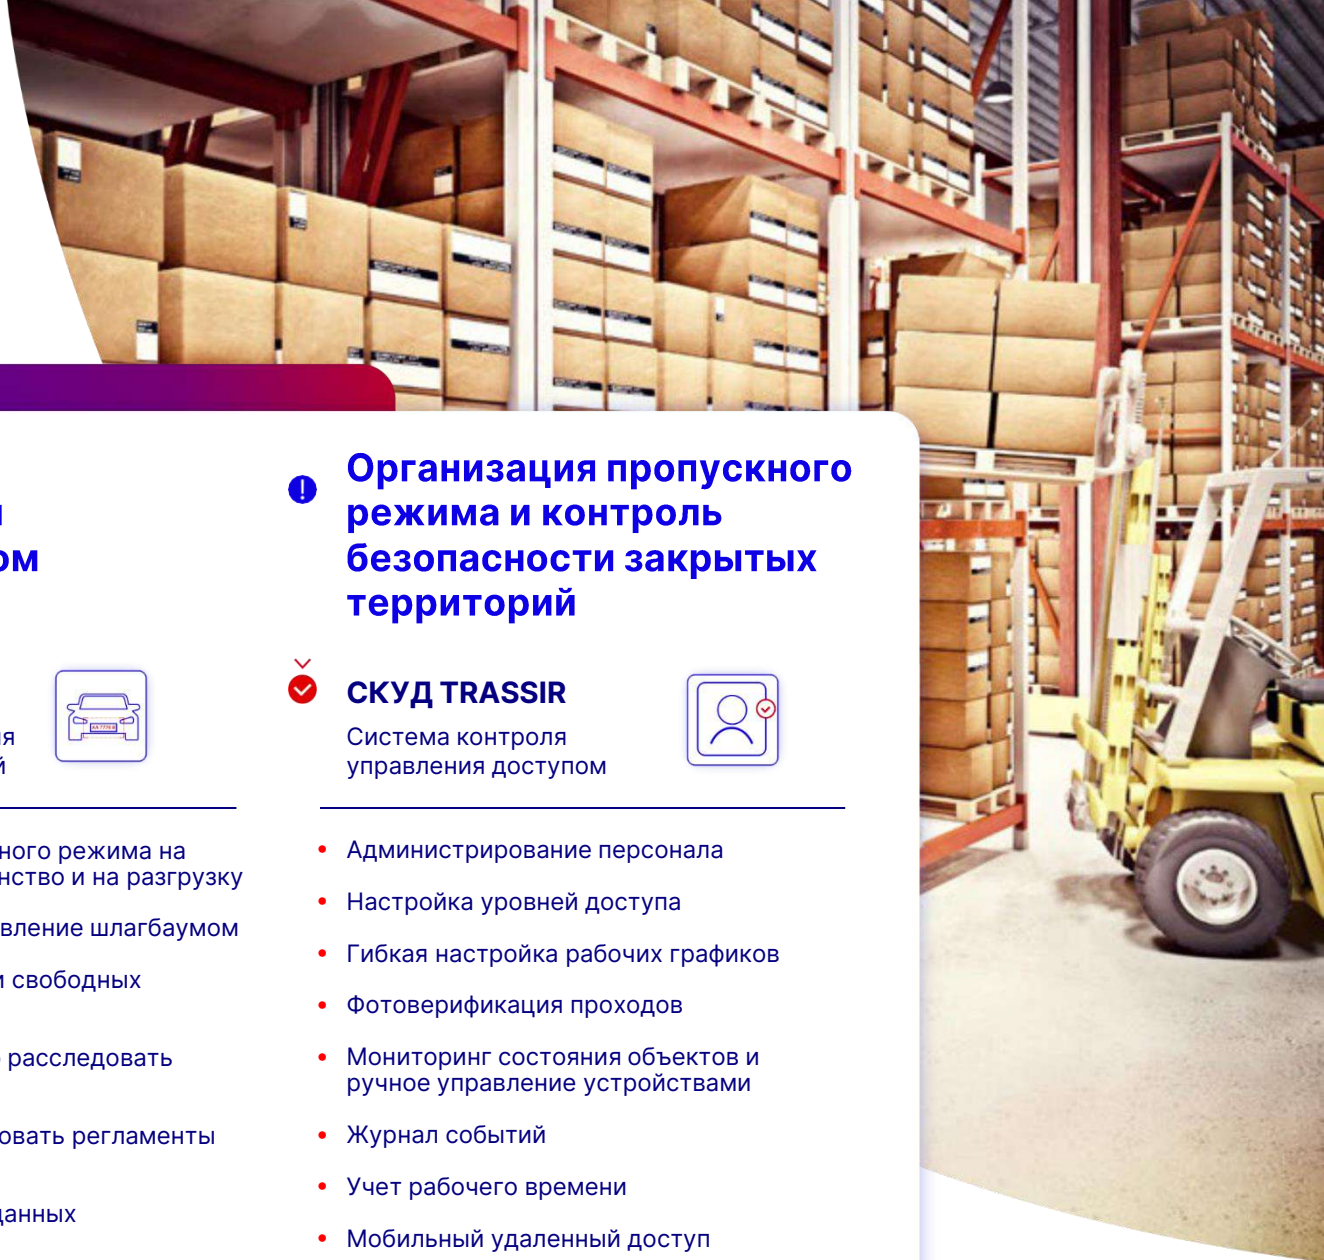 ом
ного режима на
нство и на разгрузку
вление шлагбаумом
свободных
расследовать
овать регламенты
данных
Организация пропускного
режима и контроль
безопасности закрытых
территорий
СКУД TRASSIR
Система контроля
управления доступом
• Администрирование персонала
• Настройка уровней доступа
• Гибкая настройка рабочих графиков
• Фотоверификация проходов
• Мониторинг состояния объектов и
ручное управление устройствами
• Журнал событий
• Учет рабочего времени
• Мобильный удаленный доступ